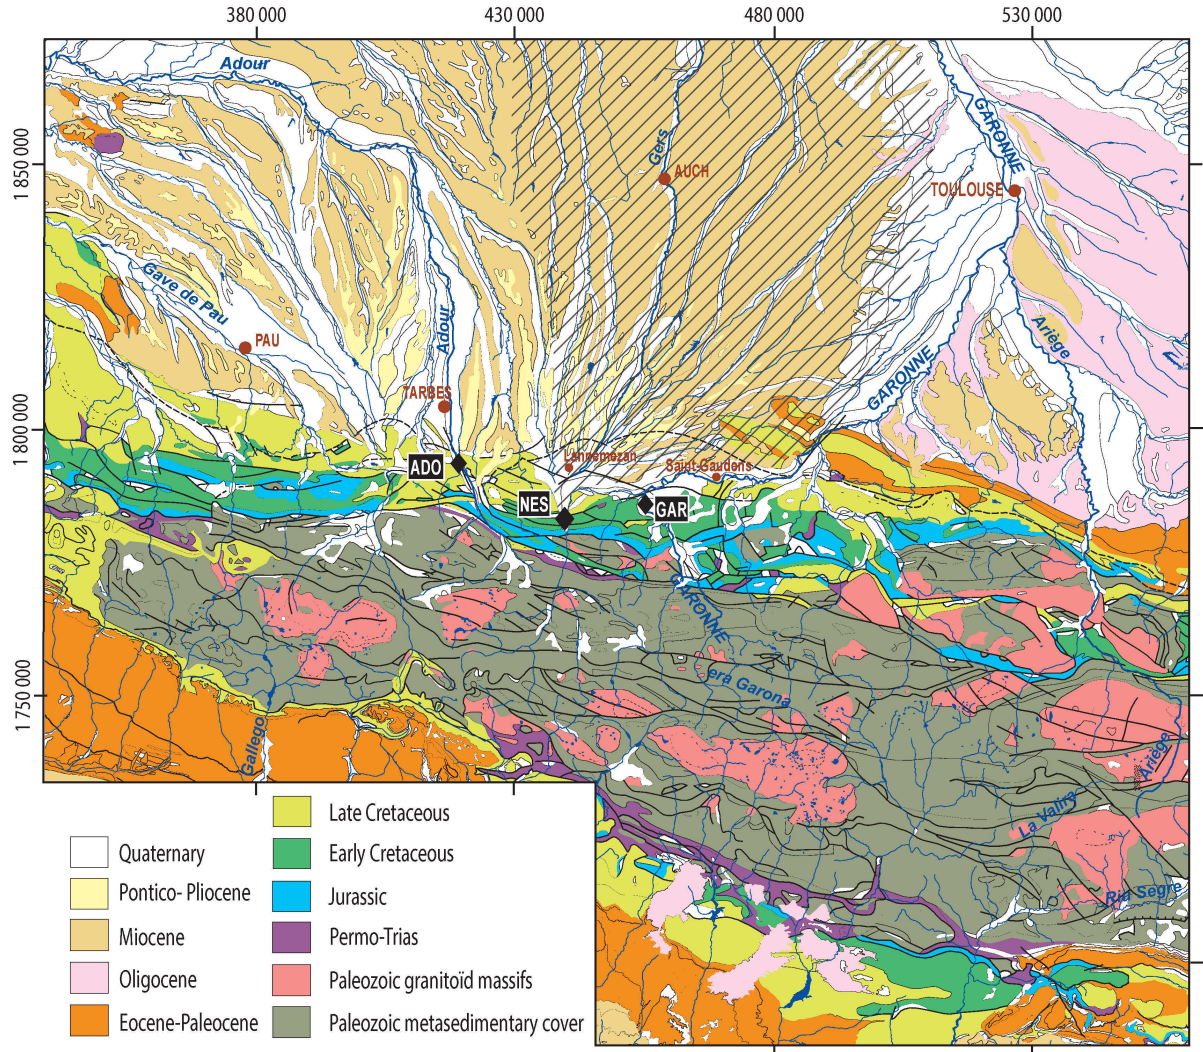 380 000
430 000
480 000
530 000
Adour
GARONNE
1 850 000
Gers
AUCH
TOULOUSE
Gave de Pau
Adour
Ariège
PAU
GARONNE
TARBES
1 800 000
ADO
Lannemezan
Saint-Gaudens
NES
GAR
GARONNE
era Garona
1 750 000
Gallego
Ariège
La Valira
Riu Segre
Late Cretaceous
Quaternary
Early Cretaceous
Pontico- Pliocene
Jurassic
Miocene
Permo-Trias
Oligocene
Paleozoic granitoïd massifs
Eocene-Paleocene
Paleozoic metasedimentary cover